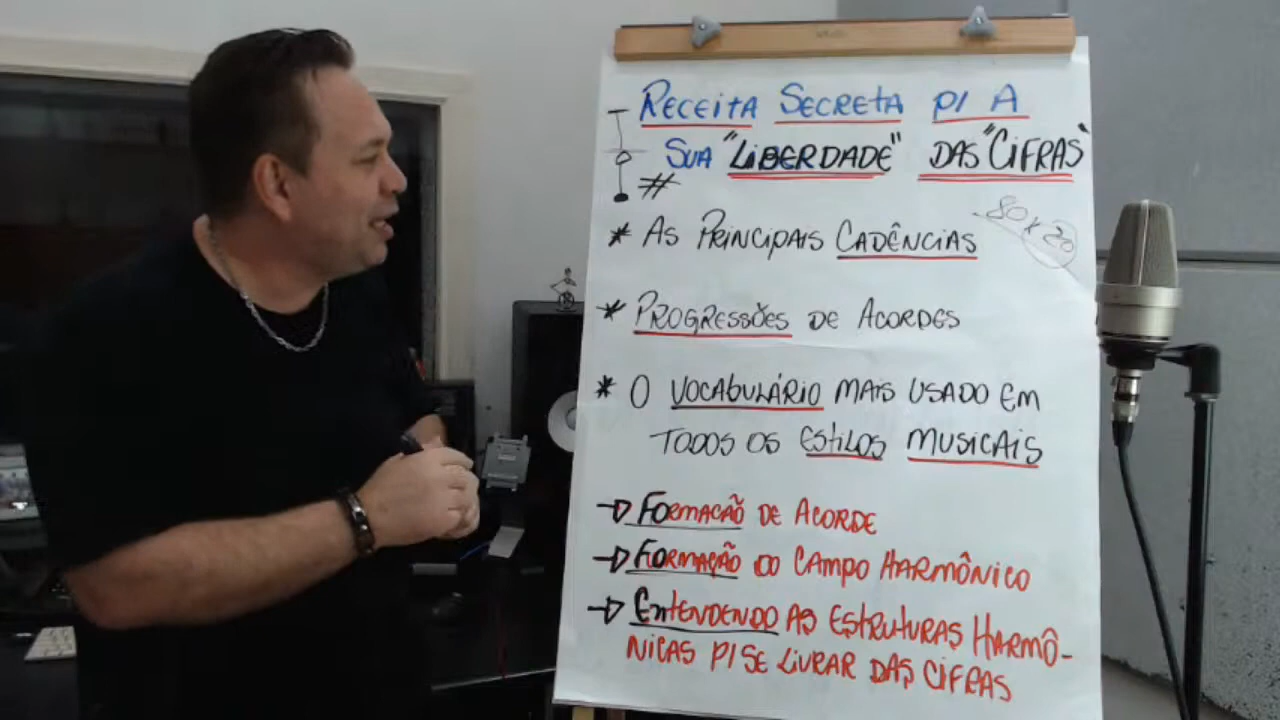 RECEITA SECRETA P/ A
SUA "LIBERDADE" DAS "CIFRAS"
#
80 x 20
* AS PRINCIPAIS CADÊNCIAS
* PROGRESSÕES DE ACORDES
* O VOCABULÁRIO MAIS USADO EM
TODOS OS ESTILOS MUSICAIS
→ FORMACÃO DE ACORDE
→ FORMAÇÃO DO CAMPO HARMÔNICO
→ ENTENDENDO AS ESTRUTURAS HARMÔ-
NICAS P/ SE LIVRAR DAS CIFRAS